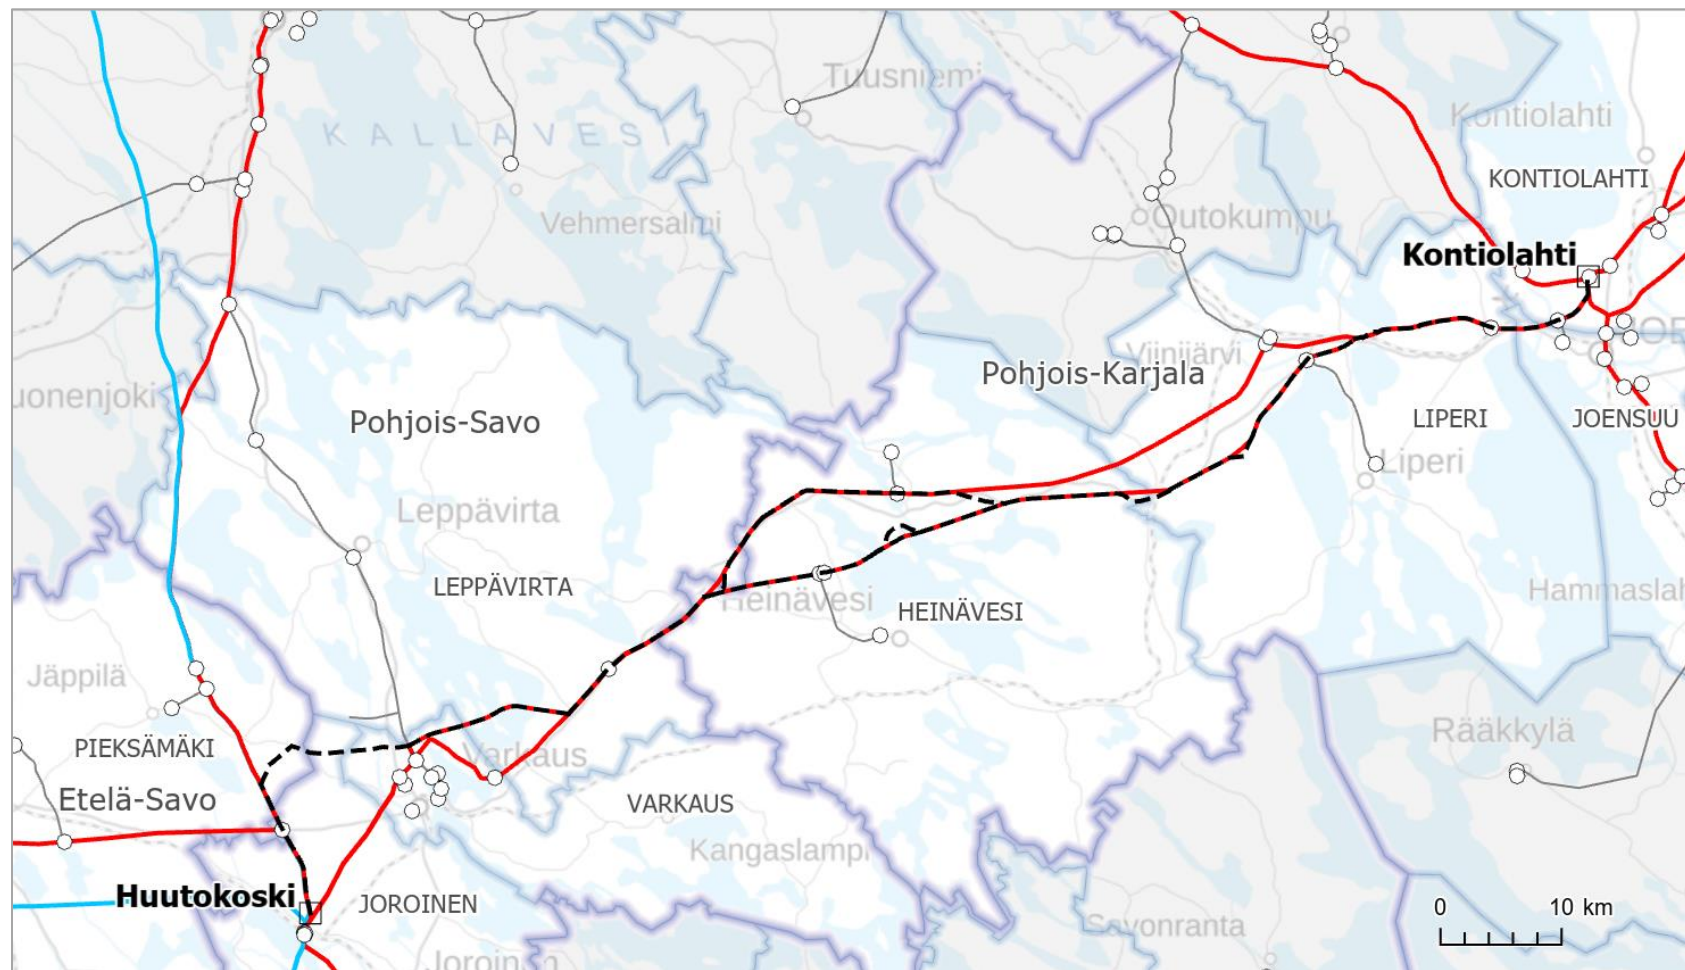 Tuusniemi
Kontiolahti
KALLAVESI
KONTIOLAHTI
Vehmersalmi
Outokumpu
Kontiolahti
JOE
Viinijärvi
Pohjois-Karjala
uonenjoki
Pohjois-Savo
LIPERI
JOENSUU
Liperi
Leppävirta
LEPPÄVIRTA
Heinävesi
HEINÄVESI
Hammaslah
Jäppilä
Rääkkylä
PIEKSÄMÄKI
Varkaus
Etelä-Savo
VARKAUS
Kangaslampi
Huutokoski
JOROINEN
0 10 km
Savonranta
Joroinen